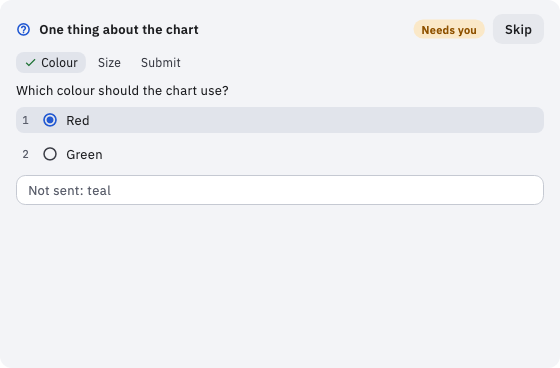 One thing about the chart Needs you Skip
Colour Size Submit
Which colour should the chart use?
1 Red
2 Green
Not sent: teal